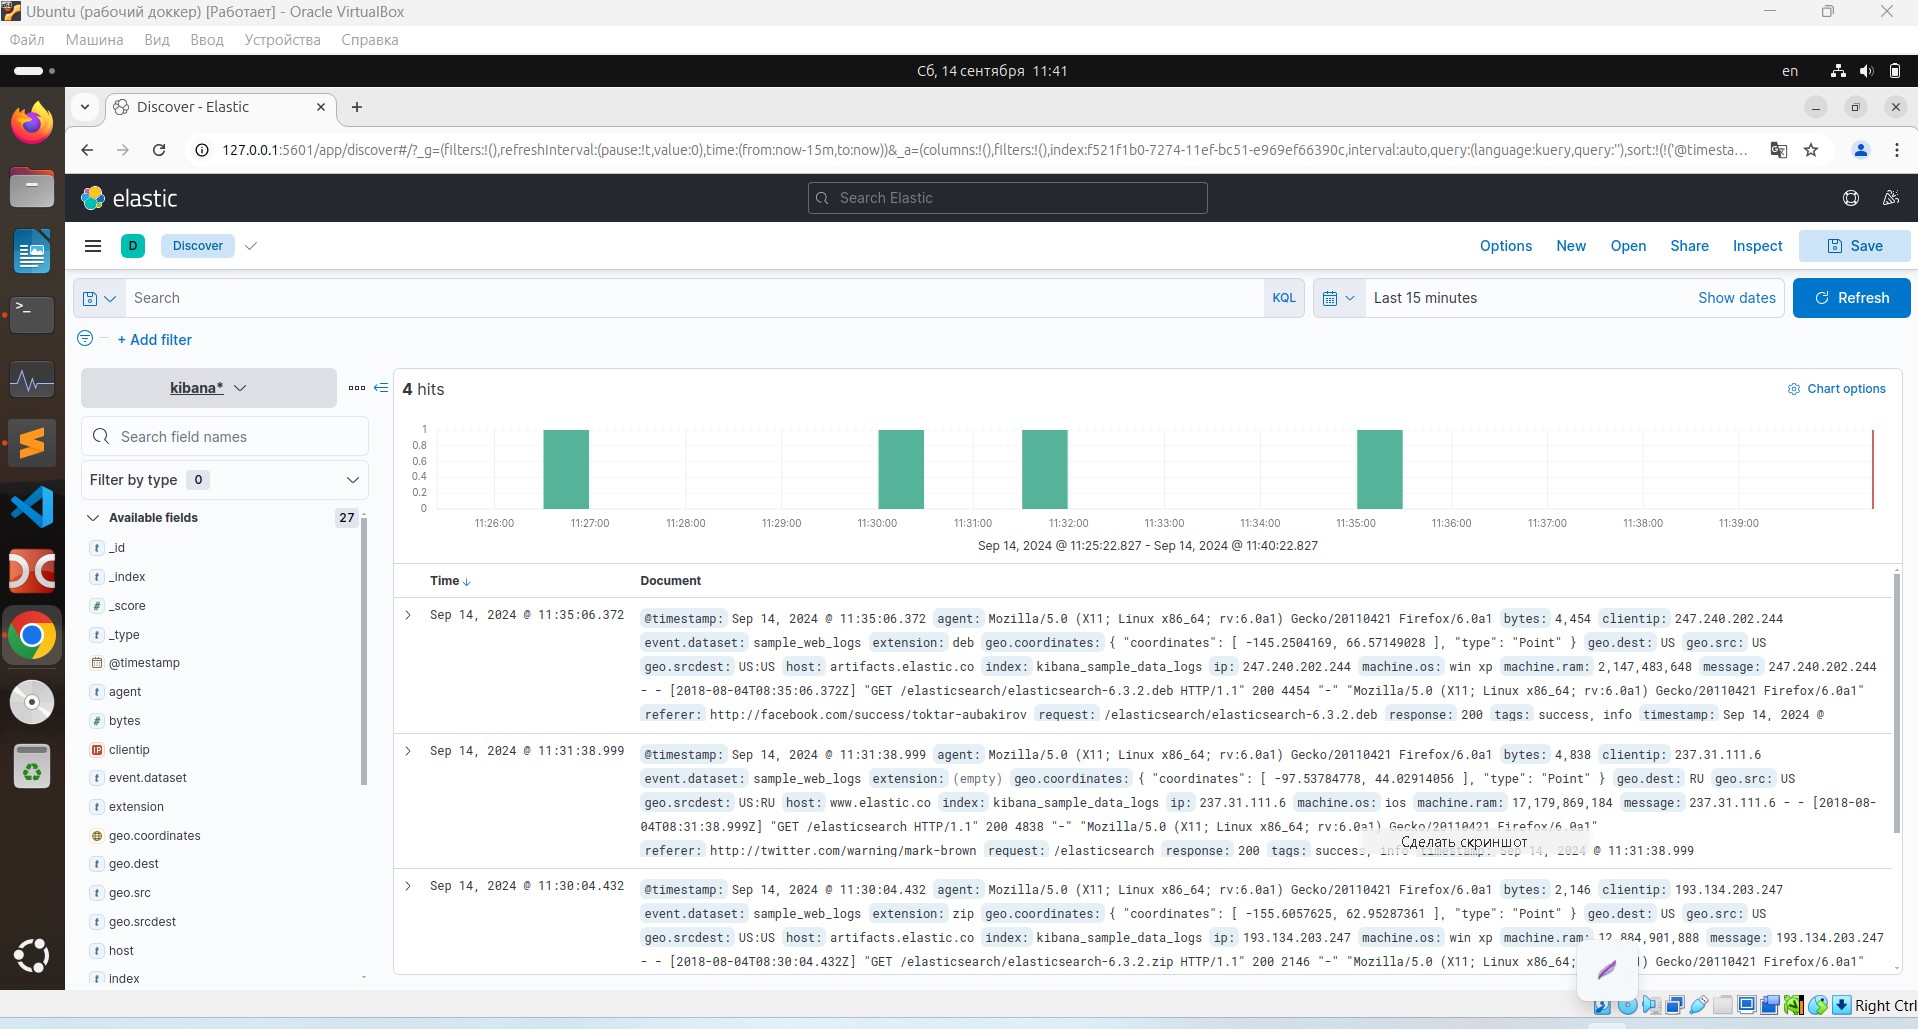 Ubuntu (рабочий доккер) [Работает] - Oracle VirtualBox
Файл Машина Вид Ввод Устройства Справка
Сб, 14 сентября 11:41
en
Discover - Elastic
127.0.0.1:5601/app/discover#/?_g=(filters:!(),refreshInterval:(pause:!t,value:0),time:(from:now-15m,to:now))&_a=(columns:!(),filters:!(),index:f521f1b0-7274-11ef-bc51-e969ef66390c,interval:auto,query:(language:kuery,query:''),sort:!(!('@timesta...
elastic
Search Elastic
D Discover
Options New Open Share Inspect Save
Search
KQL
Last 15 minutes
Show dates
Refresh
+ Add filter
kibana*
Search field names
Filter by type 0
Available fields 27
t _id
t _index
# _score
t _type
@timestamp
t agent
# bytes
IP clientip
t event.dataset
t extension
geo.coordinates
t geo.dest
t geo.src
t geo.srcdest
t host
t index
4 hits
Chart options
1
0.8
0.6
0.4
0.2
0
11:26:00 11:27:00 11:28:00 11:29:00 11:30:00 11:31:00 11:32:00 11:33:00 11:34:00 11:35:00 11:36:00 11:37:00 11:38:00 11:39:00
Sep 14, 2024 @ 11:25:22.827 - Sep 14, 2024 @ 11:40:22.827
Time Document
Sep 14, 2024 @ 11:35:06.372
@timestamp: Sep 14, 2024 @ 11:35:06.372 agent: Mozilla/5.0 (X11; Linux x86_64; rv:6.0a1) Gecko/20110421 Firefox/6.0a1 bytes: 4,454 clientip: 247.240.202.244
event.dataset: sample_web_logs extension: deb geo.coordinates: { "coordinates": [ -145.2504169, 66.57149028 ], "type": "Point" } geo.dest: US geo.src: US
geo.srcdest: US:US host: artifacts.elastic.co index: kibana_sample_data_logs ip: 247.240.202.244 machine.os: win xp machine.ram: 2,147,483,648 message: 247.240.202.244
- - [2018-08-04T08:35:06.372Z] "GET /elasticsearch/elasticsearch-6.3.2.deb HTTP/1.1" 200 4454 "-" "Mozilla/5.0 (X11; Linux x86_64; rv:6.0a1) Gecko/20110421 Firefox/6.0a1"
referer: http://facebook.com/success/toktar-aubakirov request: /elasticsearch/elasticsearch-6.3.2.deb response: 200 tags: success, info timestamp: Sep 14, 2024 @
Sep 14, 2024 @ 11:31:38.999
@timestamp: Sep 14, 2024 @ 11:31:38.999 agent: Mozilla/5.0 (X11; Linux x86_64; rv:6.0a1) Gecko/20110421 Firefox/6.0a1 bytes: 4,838 clientip: 237.31.111.6
event.dataset: sample_web_logs extension: (empty) geo.coordinates: { "coordinates": [ -97.53784778, 44.02914056 ], "type": "Point" } geo.dest: RU geo.src: US
geo.srcdest: US:RU host: www.elastic.co index: kibana_sample_data_logs ip: 237.31.111.6 machine.os: ios machine.ram: 17,179,869,184 message: 237.31.111.6 - - [2018-08-
04T08:31:38.999Z] "GET /elasticsearch HTTP/1.1" 200 4838 "-" "Mozilla/5.0 (X11; Linux x86_64; rv:6.0a1) Gecko/20110421 Firefox/6.0a1"
Сделать скриншот
referer: http://twitter.com/warning/mark-brown request: /elasticsearch response: 200 tags: success, info timestamp: Sep 14, 2024 @ 11:31:38.999
Sep 14, 2024 @ 11:30:04.432
@timestamp: Sep 14, 2024 @ 11:30:04.432 agent: Mozilla/5.0 (X11; Linux x86_64; rv:6.0a1) Gecko/20110421 Firefox/6.0a1 bytes: 2,146 clientip: 193.134.203.247
event.dataset: sample_web_logs extension: zip geo.coordinates: { "coordinates": [ -155.6057625, 62.95287361 ], "type": "Point" } geo.dest: US geo.src: US
geo.srcdest: US:US host: artifacts.elastic.co index: kibana_sample_data_logs ip: 193.134.203.247 machine.os: win xp machine.ram: 12,884,901,888 message: 193.134.203.247
- - [2018-08-04T08:30:04.432Z] "GET /elasticsearch/elasticsearch-6.3.2.zip HTTP/1.1" 200 2146 "-" "Mozilla/5.0 (X11; Linux x86_64; ) Gecko/20110421 Firefox/6.0a1"
Right Ctrl